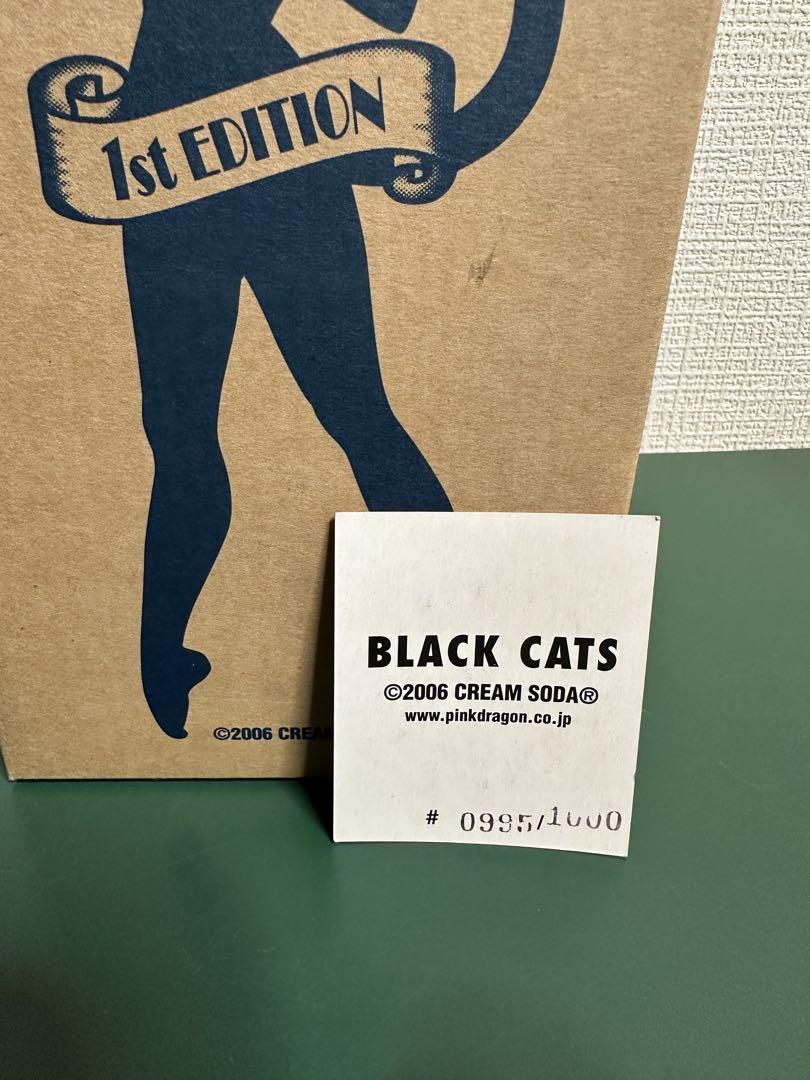 1st EDITION
©2006 CREAM
BLACK CATS
©2006 CREAM SODA®
www.pinkdragon.co.jp
# 0995/1000